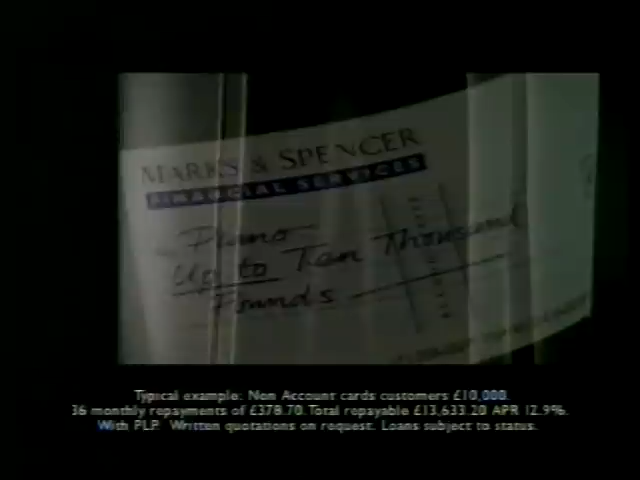 MARKS & SPENCER
FINANCIAL SERVICES
Piano
Up to Ten Thousand
Pounds
Typical example: Non Account cards customers £10,000.
36 monthly repayments of £378.70. Total repayable £13,633.20 APR 12.9%.
With PLP. Written quotations on request. Loans subject to status.